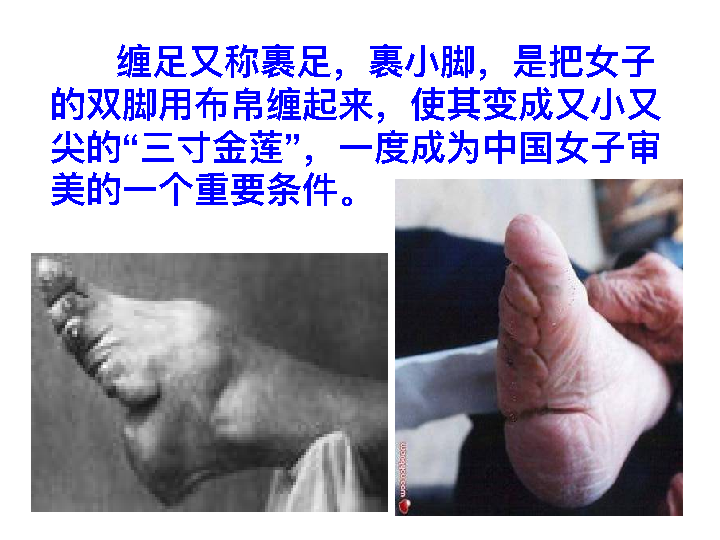 缠足又称裹足，裹小脚，是把女子
的双脚用布帛缠起来，使其变成又小又
尖的“三寸金莲”，一度成为中国女子审
美的一个重要条件。